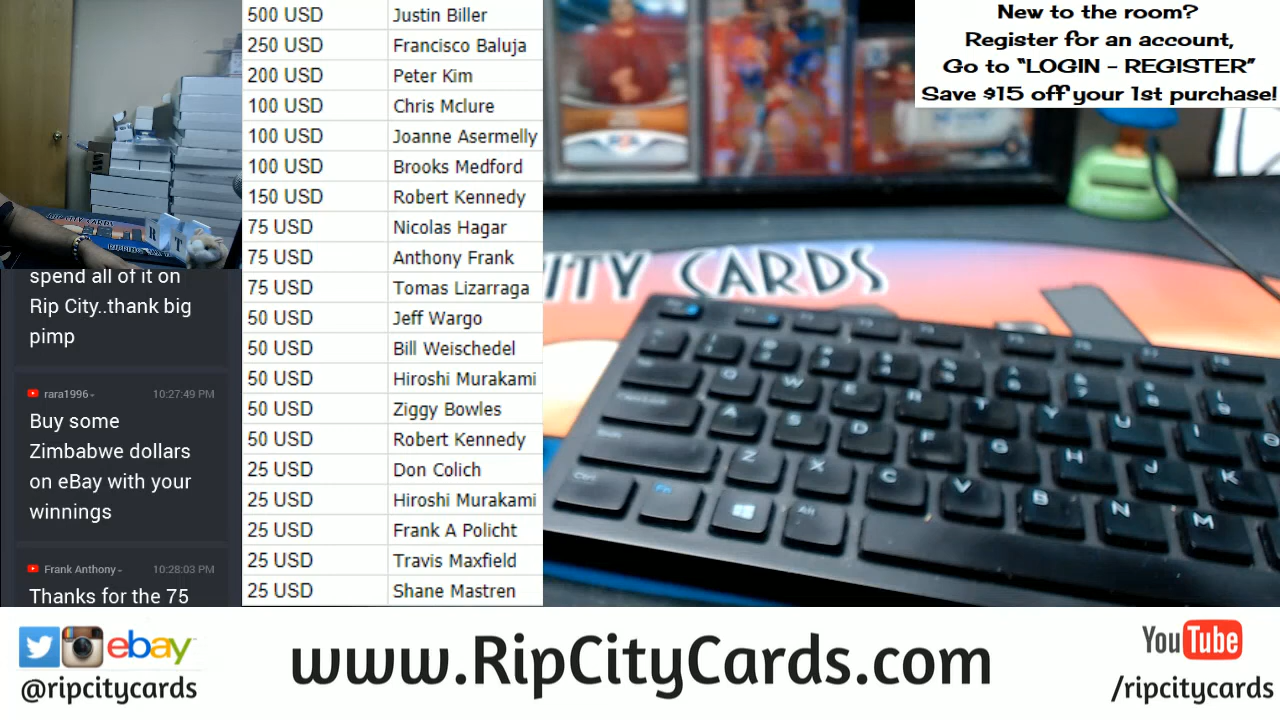 500 USD Justin Biller
250 USD Francisco Baluja
200 USD Peter Kim
100 USD Chris Mclure
100 USD Joanne Asermelly
100 USD Brooks Medford
150 USD Robert Kennedy
75 USD Nicolas Hagar
75 USD Anthony Frank
75 USD Tomas Lizarraga
50 USD Jeff Wargo
50 USD Bill Weischedel
50 USD Hiroshi Murakami
50 USD Ziggy Bowles
50 USD Robert Kennedy
25 USD Don Colich
25 USD Hiroshi Murakami
25 USD Frank A Policht
25 USD Travis Maxfield
25 USD Shane Mastren
New to the room?
Register for an account,
Go to “LOGIN - REGISTER”
Save $15 off your 1st purchase!
RIP CITY CARDS
spend all of it on
Rip City..thank big
pimp
rara1996- 10:27:49 PM
Buy some
Zimbabwe dollars
on eBay with your
winnings
Frank Anthony- 10:28:03 PM
Thanks for the 75
ITY CARDS
Q W E R T Y U I
A S D F G H J K
Z X C V B N M
Ctrl Fn Alt
ebay
@ripcitycards
www.RipCityCards.com
YouTube
/ripcitycards